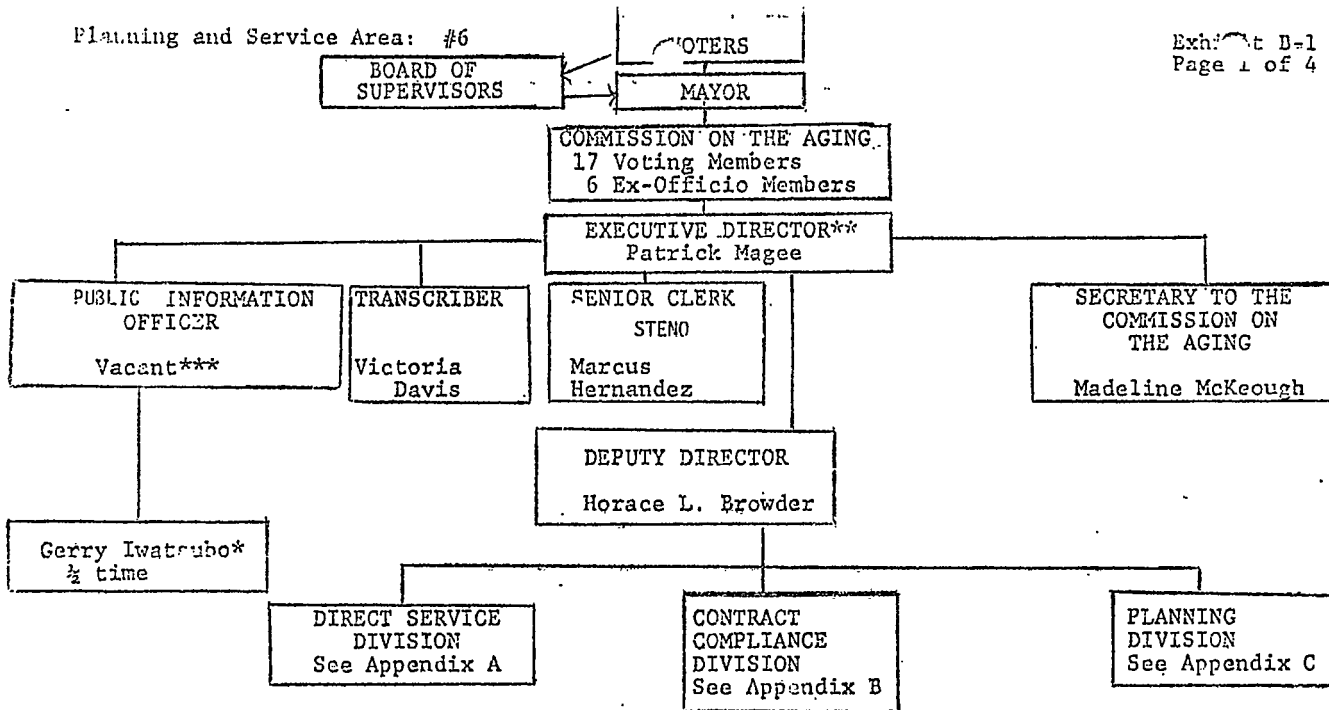 Planning and Service Area: #6
Page 1 of 4
BOARD OF
SUPERVISORS
MAYOR
COMMISSION ON THE AGING
17 Voting Members
6 Ex-Officio Members
EXECUTIVE DIRECTOR**
Patrick Magee
PUBLIC INFORMATION
OFFICER
Vacant***
TRANSCRIBER
Victoria
Davis
SENIOR CLERK
STENO
Marcus
Hernandez
SECRETARY TO THE
COMMISSION ON
THE AGING
Madeline McKeough
DEPUTY DIRECTOR
Horace L. Browder
Gerry Iwatsubo*
½ time
DIRECT SERVICE
DIVISION
See Appendix A
CONTRACT
COMPLIANCE
DIVISION
See Appendix B
PLANNING
DIVISION
See Appendix C